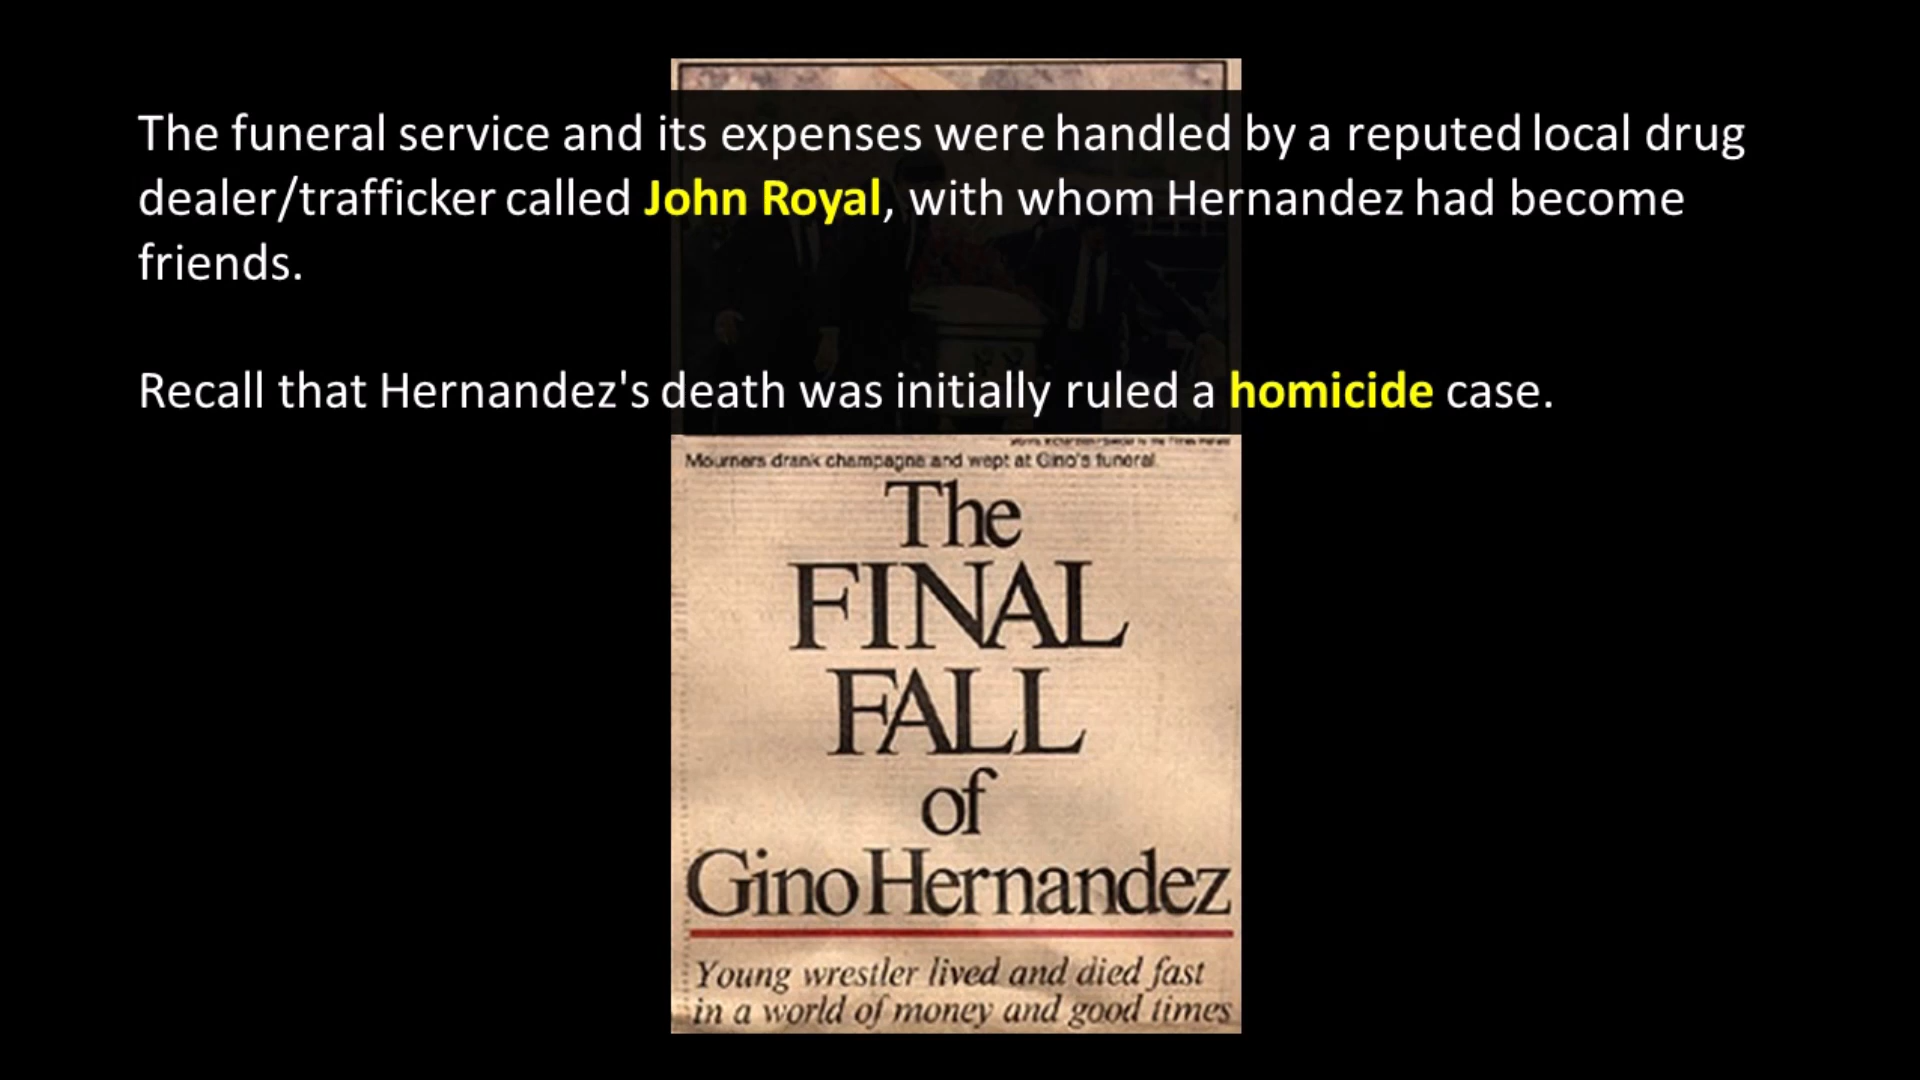 The funeral service and its expenses were handled by a reputed local drug
dealer/trafficker called John Royal, with whom Hernandez had become
friends.
Recall that Hernandez's death was initially ruled a homicide case.
Mourners drank champagne and wept at Gino's funeral.
The
FINAL
FALL
of
Gino Hernandez
Young wrestler lived and died fast
in a world of money and good times